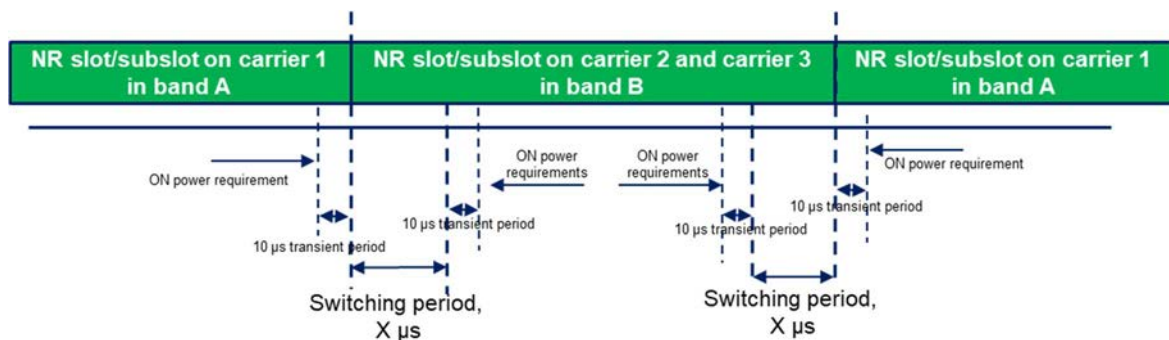 NR slot/subslot on carrier 1
in band A
NR slot/subslot on carrier 2 and carrier 3
in band B
NR slot/subslot on carrier 1
in band A
ON power requirement
ON power
requirements
ON power
requirements
ON power requirement
10 µs transient period
10 µs transient period
10 µs transient period
10 µs transient period
Switching period,
X µs
Switching period,
X µs